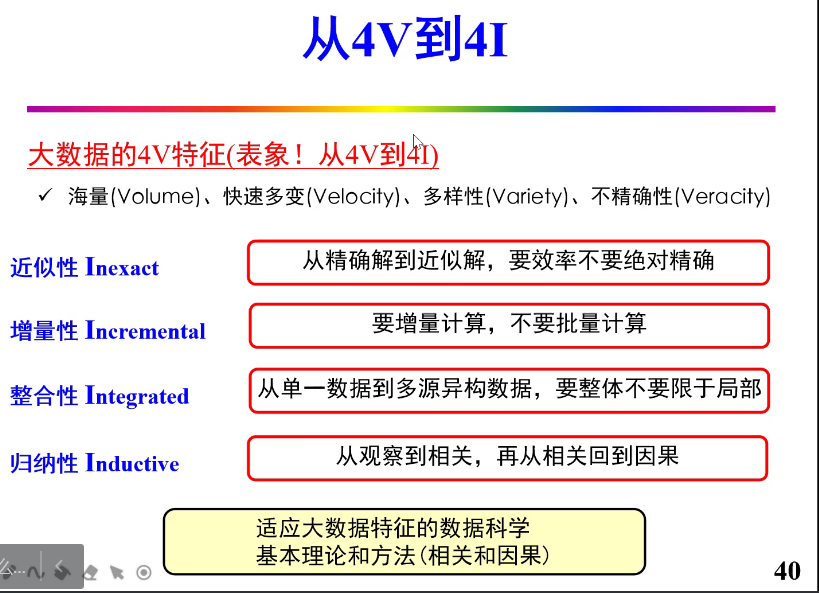 从4V到4I
大数据的4V特征(表象！从4V到4I)
✓ 海量(Volume)、快速多变(Velocity)、多样性(Variety)、不精确性(Veracity)
近似性 Inexact
从精确解到近似解，要效率不要绝对精确
增量性 Incremental
要增量计算，不要批量计算
整合性 Integrated
从单一数据到多源异构数据，要整体不要限于局部
归纳性 Inductive
从观察到相关，再从相关回到因果
适应大数据特征的数据科学
基本理论和方法(相关和因果)
40